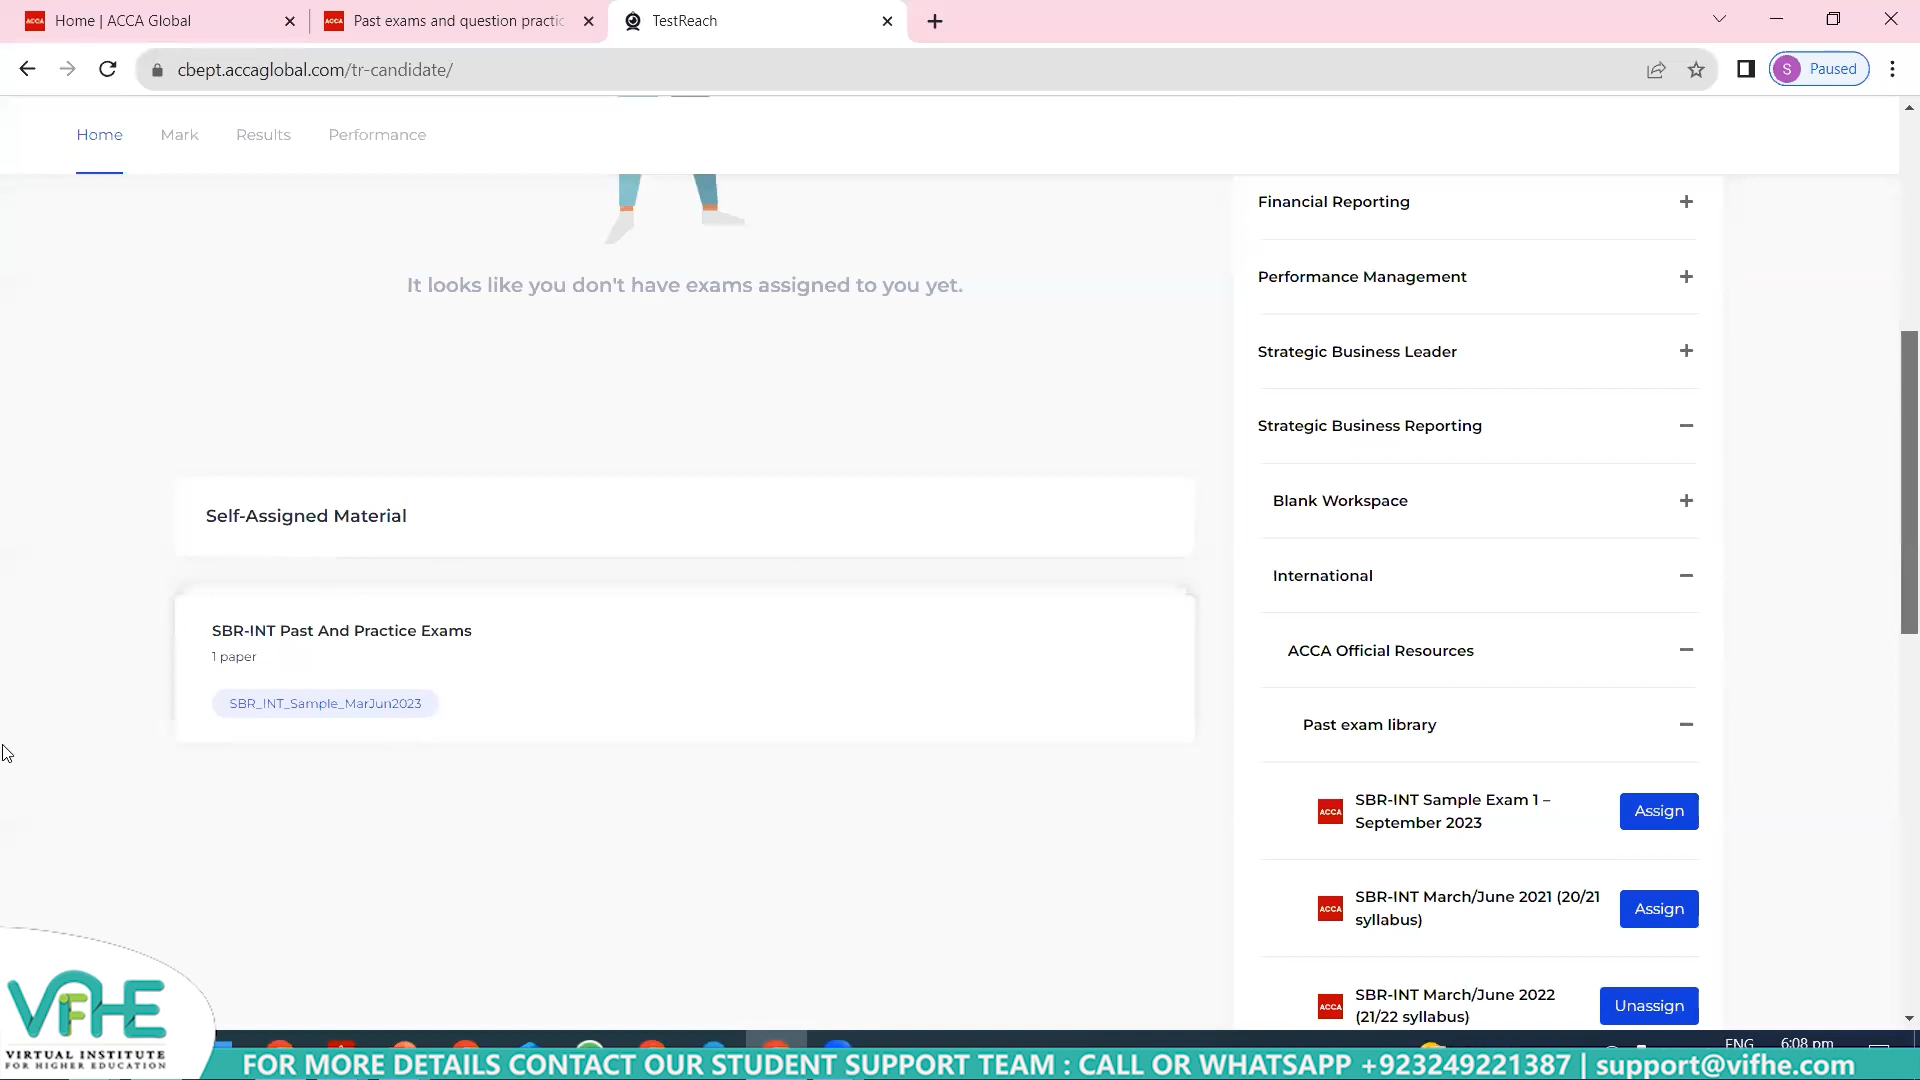 Home | ACCA Global
Past exams and question practic
TestReach
cbept.accaglobal.com/tr-candidate/
S
Paused
Home
Mark
Results
Performance
It looks like you don't have exams assigned to you yet.
Self-Assigned Material
SBR-INT Past And Practice Exams
1 paper
SBR_INT_Sample_MarJun2023
Financial Reporting
Performance Management
Strategic Business Leader
Strategic Business Reporting
Blank Workspace
International
ACCA Official Resources
Past exam library
ACCA
SBR-INT Sample Exam 1 –
September 2023
Assign
ACCA
SBR-INT March/June 2021 (20/21
syllabus)
Assign
ACCA
SBR-INT March/June 2022
(21/22 syllabus)
Unassign
ENG
6:08 pm
VIFHE
VIRTUAL INSTITUTE
FOR HIGHER EDUCATION
FOR MORE DETAILS CONTACT OUR STUDENT SUPPORT TEAM : CALL OR WHATSAPP +923249221387 | support@vifhe.com